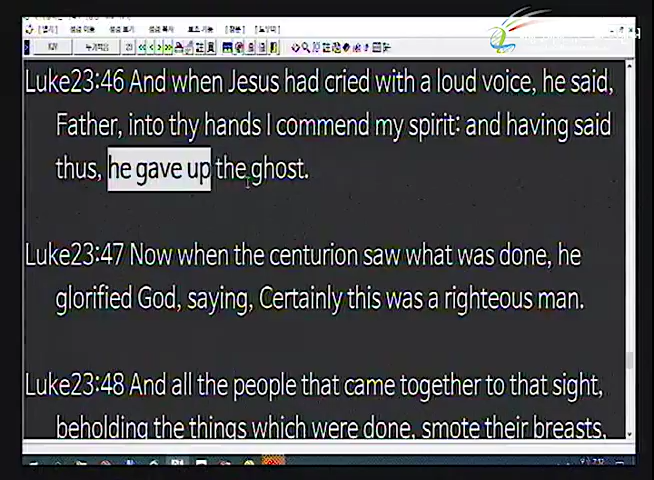 Luke23:46 And when Jesus had cried with a loud voice, he said,
Father, into thy hands I commend my spirit: and having said
thus, he gave up the ghost.
Luke23:47 Now when the centurion saw what was done, he
glorified God, saying, Certainly this was a righteous man.
Luke23:48 And all the people that came together to that sight,
beholding the things which were done, smote their breasts,